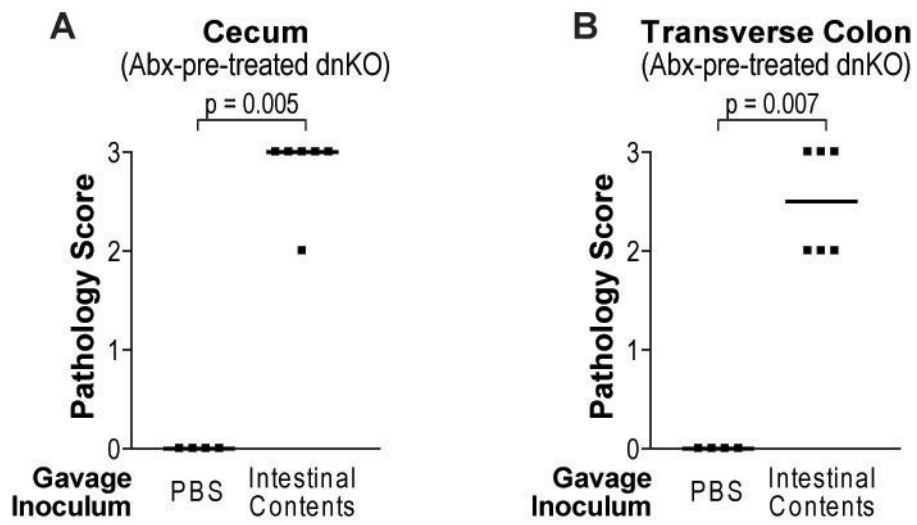 A
Cecum
(Abx-pre-treated dnKO)
p = 0.005
Pathology Score
3
2
1
0
Gavage
Inoculum
PBS
Intestinal
Contents
B
Transverse Colon
(Abx-pre-treated dnKO)
p = 0.007
Pathology Score
3
2
1
0
Gavage
Inoculum
PBS
Intestinal
Contents